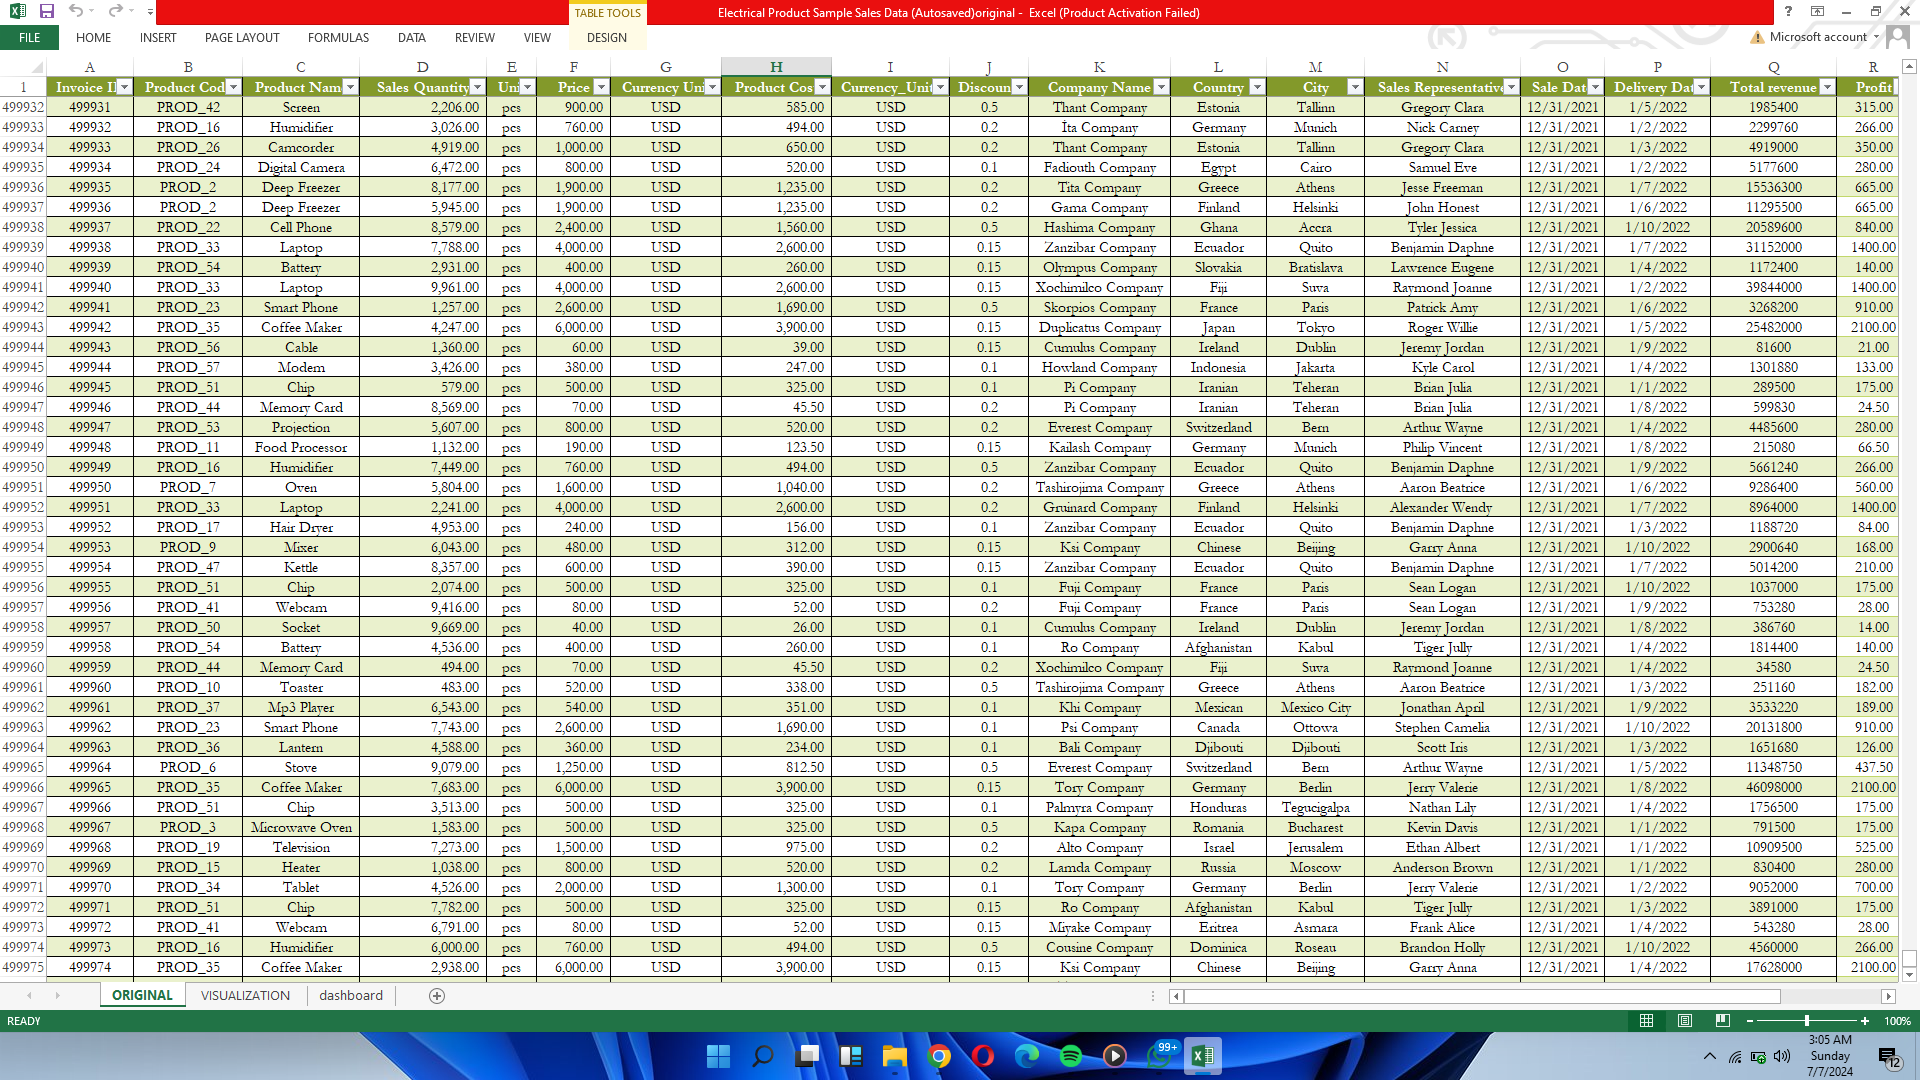 Electrical Product Sample Sales Data (Autosaved)original - Excel (Product Activation Failed)
TABLE TOOLS
FILE HOME INSERT PAGE LAYOUT FORMULAS DATA REVIEW VIEW DESIGN Microsoft account
A B C D E F G H I J K L M N O P Q R
1 Invoice I Product Cod Product Nam Sales Quantity Un Price Currency Un Product Cos Currency_Unit Discoun Company Name Country City Sales Representative Sale Dat Delivery Dat Total revenue Profit
499932 499931 PROD_42 Screen 2,206.00 pcs 900.00 USD 585.00 USD 0.5 Thant Company Estonia Tallinn Gregory Clara 12/31/2021 1/5/2022 1985400 315.00
499933 499932 PROD_16 Humidifier 3,026.00 pcs 760.00 USD 494.00 USD 0.2 İta Company Germany Munich Nick Carney 12/31/2021 1/2/2022 2299760 266.00
499934 499933 PROD_26 Camcorder 4,919.00 pcs 1,000.00 USD 650.00 USD 0.2 Thant Company Estonia Tallinn Gregory Clara 12/31/2021 1/3/2022 4919000 350.00
499935 499934 PROD_24 Digital Camera 6,472.00 pcs 800.00 USD 520.00 USD 0.1 Fadiouth Company Egypt Cairo Samuel Eve 12/31/2021 1/2/2022 5177600 280.00
499936 499935 PROD_2 Deep Freezer 8,177.00 pcs 1,900.00 USD 1,235.00 USD 0.2 Tita Company Greece Athens Jesse Freeman 12/31/2021 1/7/2022 15536300 665.00
499937 499936 PROD_2 Deep Freezer 5,945.00 pcs 1,900.00 USD 1,235.00 USD 0.2 Gama Company Finland Helsinki John Honest 12/31/2021 1/6/2022 11295500 665.00
499938 499937 PROD_22 Cell Phone 8,579.00 pcs 2,400.00 USD 1,560.00 USD 0.5 Hashima Company Ghana Accra Tyler Jessica 12/31/2021 1/10/2022 20589600 840.00
499939 499938 PROD_33 Laptop 7,788.00 pcs 4,000.00 USD 2,600.00 USD 0.15 Zanzibar Company Ecuador Quito Benjamin Daphne 12/31/2021 1/7/2022 31152000 1400.00
499940 499939 PROD_54 Battery 2,931.00 pcs 400.00 USD 260.00 USD 0.15 Olympus Company Slovakia Bratislava Lawrence Eugene 12/31/2021 1/4/2022 1172400 140.00
499941 499940 PROD_33 Laptop 9,961.00 pcs 4,000.00 USD 2,600.00 USD 0.15 Xochimilco Company Fiji Suva Raymond Joanne 12/31/2021 1/2/2022 39844000 1400.00
499942 499941 PROD_23 Smart Phone 1,257.00 pcs 2,600.00 USD 1,690.00 USD 0.5 Skorpios Company France Paris Patrick Amy 12/31/2021 1/6/2022 3268200 910.00
499943 499942 PROD_35 Coffee Maker 4,247.00 pcs 6,000.00 USD 3,900.00 USD 0.15 Duplicatus Company Japan Tokyo Roger Willie 12/31/2021 1/5/2022 25482000 2100.00
499944 499943 PROD_56 Cable 1,360.00 pcs 60.00 USD 39.00 USD 0.15 Cumulus Company Ireland Dublin Jeremy Jordan 12/31/2021 1/9/2022 81600 21.00
499945 499944 PROD_57 Modem 3,426.00 pcs 380.00 USD 247.00 USD 0.1 Howland Company Indonesia Jakarta Kyle Carol 12/31/2021 1/4/2022 1301880 133.00
499946 499945 PROD_51 Chip 579.00 pcs 500.00 USD 325.00 USD 0.1 Pi Company Iranian Teheran Brian Julia 12/31/2021 1/1/2022 289500 175.00
499947 499946 PROD_44 Memory Card 8,569.00 pcs 70.00 USD 45.50 USD 0.2 Pi Company Iranian Teheran Brian Julia 12/31/2021 1/8/2022 599830 24.50
499948 499947 PROD_53 Projection 5,607.00 pcs 800.00 USD 520.00 USD 0.2 Everest Company Switzerland Bern Arthur Wayne 12/31/2021 1/4/2022 4485600 280.00
499949 499948 PROD_11 Food Processor 1,132.00 pcs 190.00 USD 123.50 USD 0.15 Kailash Company Germany Munich Philip Vincent 12/31/2021 1/8/2022 215080 66.50
499950 499949 PROD_16 Humidifier 7,449.00 pcs 760.00 USD 494.00 USD 0.5 Zanzibar Company Ecuador Quito Benjamin Daphne 12/31/2021 1/9/2022 5661240 266.00
499951 499950 PROD_7 Oven 5,804.00 pcs 1,600.00 USD 1,040.00 USD 0.2 Tashirojima Company Greece Athens Aaron Beatrice 12/31/2021 1/6/2022 9286400 560.00
499952 499951 PROD_33 Laptop 2,241.00 pcs 4,000.00 USD 2,600.00 USD 0.2 Gruinard Company Finland Helsinki Alexander Wendy 12/31/2021 1/7/2022 8964000 1400.00
499953 499952 PROD_17 Hair Dryer 4,953.00 pcs 240.00 USD 156.00 USD 0.1 Zanzibar Company Ecuador Quito Benjamin Daphne 12/31/2021 1/3/2022 1188720 84.00
499954 499953 PROD_9 Mixer 6,043.00 pcs 480.00 USD 312.00 USD 0.15 Ksi Company Chinese Beijing Garry Anna 12/31/2021 1/10/2022 2900640 168.00
499955 499954 PROD_47 Kettle 8,357.00 pcs 600.00 USD 390.00 USD 0.15 Zanzibar Company Ecuador Quito Benjamin Daphne 12/31/2021 1/7/2022 5014200 210.00
499956 499955 PROD_51 Chip 2,074.00 pcs 500.00 USD 325.00 USD 0.1 Fuji Company France Paris Sean Logan 12/31/2021 1/10/2022 1037000 175.00
499957 499956 PROD_41 Webcam 9,416.00 pcs 80.00 USD 52.00 USD 0.2 Fuji Company France Paris Sean Logan 12/31/2021 1/9/2022 753280 28.00
499958 499957 PROD_50 Socket 9,669.00 pcs 40.00 USD 26.00 USD 0.1 Cumulus Company Ireland Dublin Jeremy Jordan 12/31/2021 1/8/2022 386760 14.00
499959 499958 PROD_54 Battery 4,536.00 pcs 400.00 USD 260.00 USD 0.1 Ro Company Afghanistan Kabul Tiger Jully 12/31/2021 1/4/2022 1814400 140.00
499960 499959 PROD_44 Memory Card 494.00 pcs 70.00 USD 45.50 USD 0.2 Xochimilco Company Fiji Suva Raymond Joanne 12/31/2021 1/4/2022 34580 24.50
499961 499960 PROD_10 Toaster 483.00 pcs 520.00 USD 338.00 USD 0.5 Tashirojima Company Greece Athens Aaron Beatrice 12/31/2021 1/3/2022 251160 182.00
499962 499961 PROD_37 Mp3 Player 6,543.00 pcs 540.00 USD 351.00 USD 0.1 Khi Company Mexican Mexico City Jonathan April 12/31/2021 1/9/2022 3533220 189.00
499963 499962 PROD_23 Smart Phone 7,743.00 pcs 2,600.00 USD 1,690.00 USD 0.1 Psi Company Canada Ottowa Stephen Camelia 12/31/2021 1/10/2022 20131800 910.00
499964 499963 PROD_36 Lantern 4,588.00 pcs 360.00 USD 234.00 USD 0.1 Bali Company Djibouti Djibouti Scott Iris 12/31/2021 1/3/2022 1651680 126.00
499965 499964 PROD_6 Stove 9,079.00 pcs 1,250.00 USD 812.50 USD 0.5 Everest Company Switzerland Bern Arthur Wayne 12/31/2021 1/5/2022 11348750 437.50
499966 499965 PROD_35 Coffee Maker 7,683.00 pcs 6,000.00 USD 3,900.00 USD 0.15 Tory Company Germany Berlin Jerry Valerie 12/31/2021 1/8/2022 46098000 2100.00
499967 499966 PROD_51 Chip 3,513.00 pcs 500.00 USD 325.00 USD 0.1 Palmyra Company Honduras Tegucigalpa Nathan Lily 12/31/2021 1/4/2022 1756500 175.00
499968 499967 PROD_3 Microwave Oven 1,583.00 pcs 500.00 USD 325.00 USD 0.5 Kapa Company Romania Bucharest Kevin Davis 12/31/2021 1/1/2022 791500 175.00
499969 499968 PROD_19 Television 7,273.00 pcs 1,500.00 USD 975.00 USD 0.2 Alto Company Israel Jerusalem Ethan Albert 12/31/2021 1/1/2022 10909500 525.00
499970 499969 PROD_15 Heater 1,038.00 pcs 800.00 USD 520.00 USD 0.2 Lamda Company Russia Moscow Anderson Brown 12/31/2021 1/1/2022 830400 280.00
499971 499970 PROD_34 Tablet 4,526.00 pcs 2,000.00 USD 1,300.00 USD 0.1 Tory Company Germany Berlin Jerry Valerie 12/31/2021 1/2/2022 9052000 700.00
499972 499971 PROD_51 Chip 7,782.00 pcs 500.00 USD 325.00 USD 0.15 Ro Company Afghanistan Kabul Tiger Jully 12/31/2021 1/3/2022 3891000 175.00
499973 499972 PROD_41 Webcam 6,791.00 pcs 80.00 USD 52.00 USD 0.15 Miyake Company Eritrea Asmara Frank Alice 12/31/2021 1/4/2022 543280 28.00
499974 499973 PROD_16 Humidifier 6,000.00 pcs 760.00 USD 494.00 USD 0.5 Cousine Company Dominica Roseau Brandon Holly 12/31/2021 1/10/2022 4560000 266.00
499975 499974 PROD_35 Coffee Maker 2,938.00 pcs 6,000.00 USD 3,900.00 USD 0.15 Ksi Company Chinese Beijing Garry Anna 12/31/2021 1/4/2022 17628000 2100.00
ORIGINAL VISUALIZATION dashboard
READY 100%
99+
3:05 AM
Sunday
7/7/2024
12